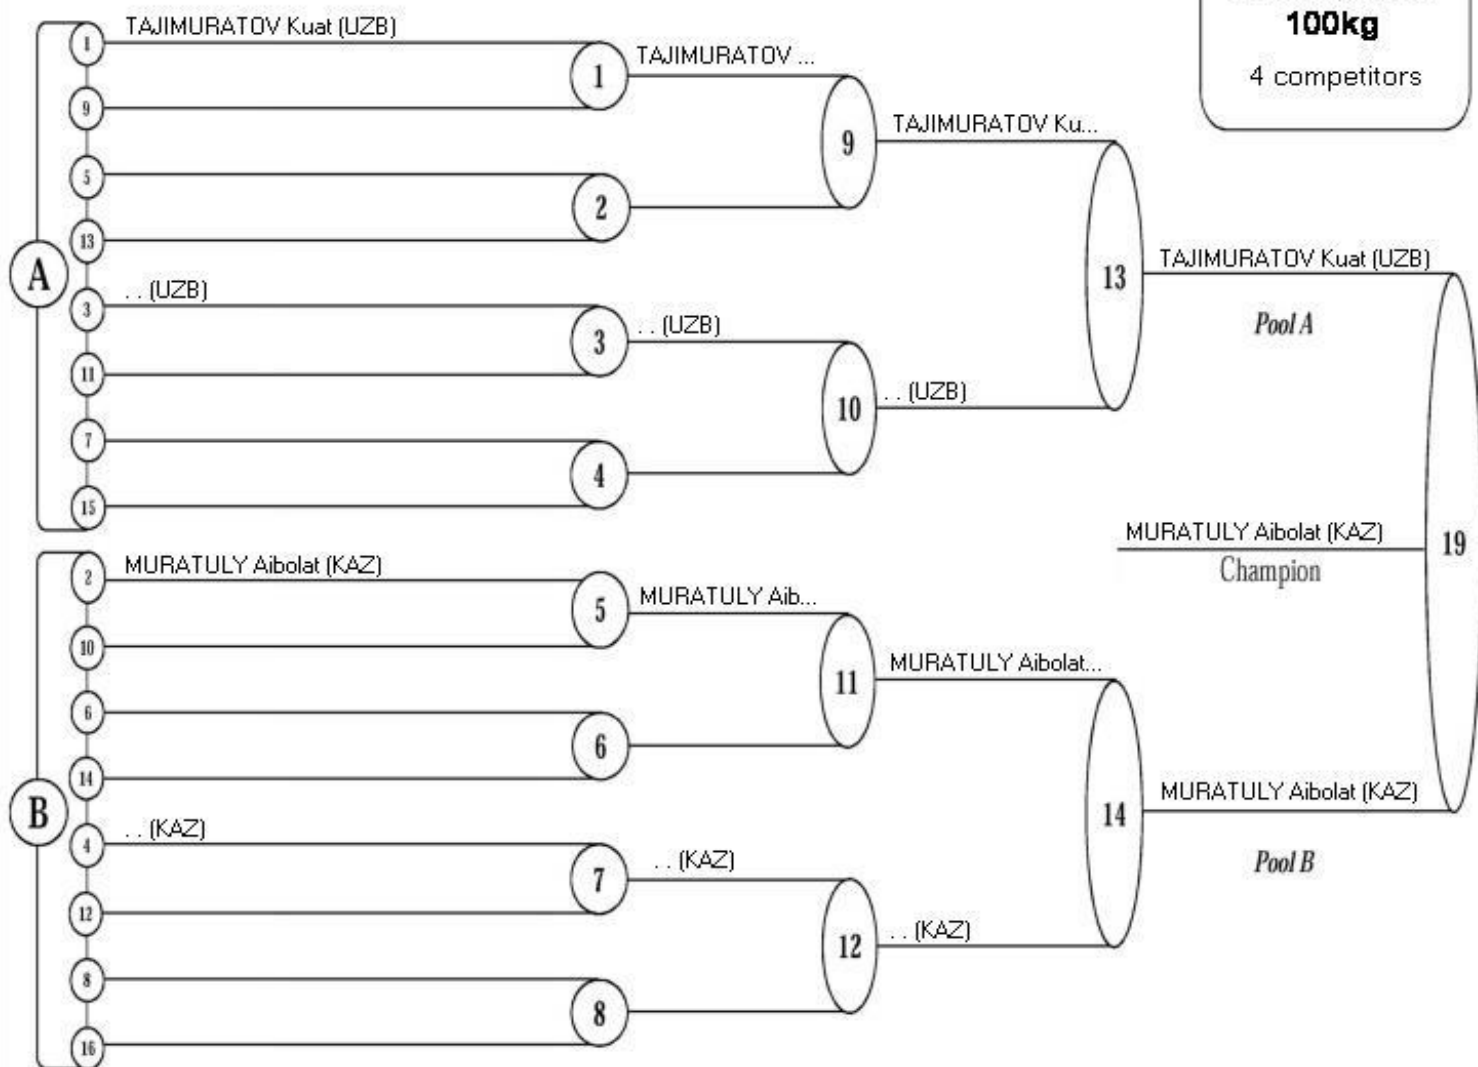 100kg
4 competitors
A
1 TAJIMURATOV Kuat (UZB)
9
5
13
3 . . (UZB)
11
7
15
1 TAJIMURATOV ...
2
3 . . (UZB)
4
9 TAJIMURATOV Ku...
10 . . (UZB)
13 TAJIMURATOV Kuat (UZB)
Pool A
B
2 MURATULY Aibolat (KAZ)
10
6
14
4 . . (KAZ)
12
8
16
5 MURATULY Aib...
6
7 . . (KAZ)
8
11 MURATULY Aibolat...
12 . . (KAZ)
14 MURATULY Aibolat (KAZ)
Pool B
MURATULY Aibolat (KAZ) 19
Champion